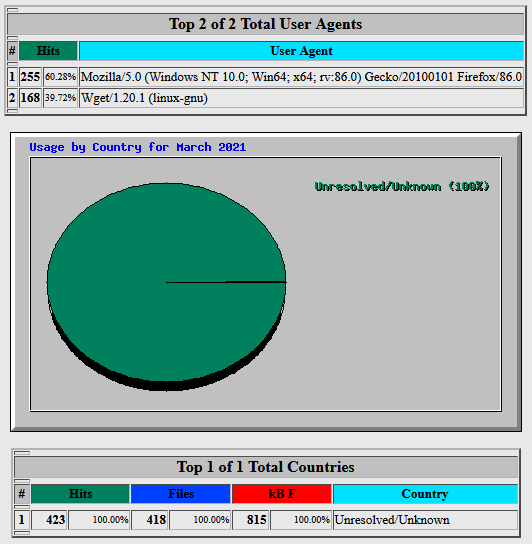 Top 2 of 2 Total User Agents
# Hits User Agent
1 255 60.28% Mozilla/5.0 (Windows NT 10.0; Win64; x64; rv:86.0) Gecko/20100101 Firefox/86.0
2 168 39.72% Wget/1.20.1 (linux-gnu)
Usage by Country for March 2021
Unresolved/Unknown (100%)
Top 1 of 1 Total Countries
# Hits Files kB F Country
1 423 100.00% 418 100.00% 815 100.00% Unresolved/Unknown